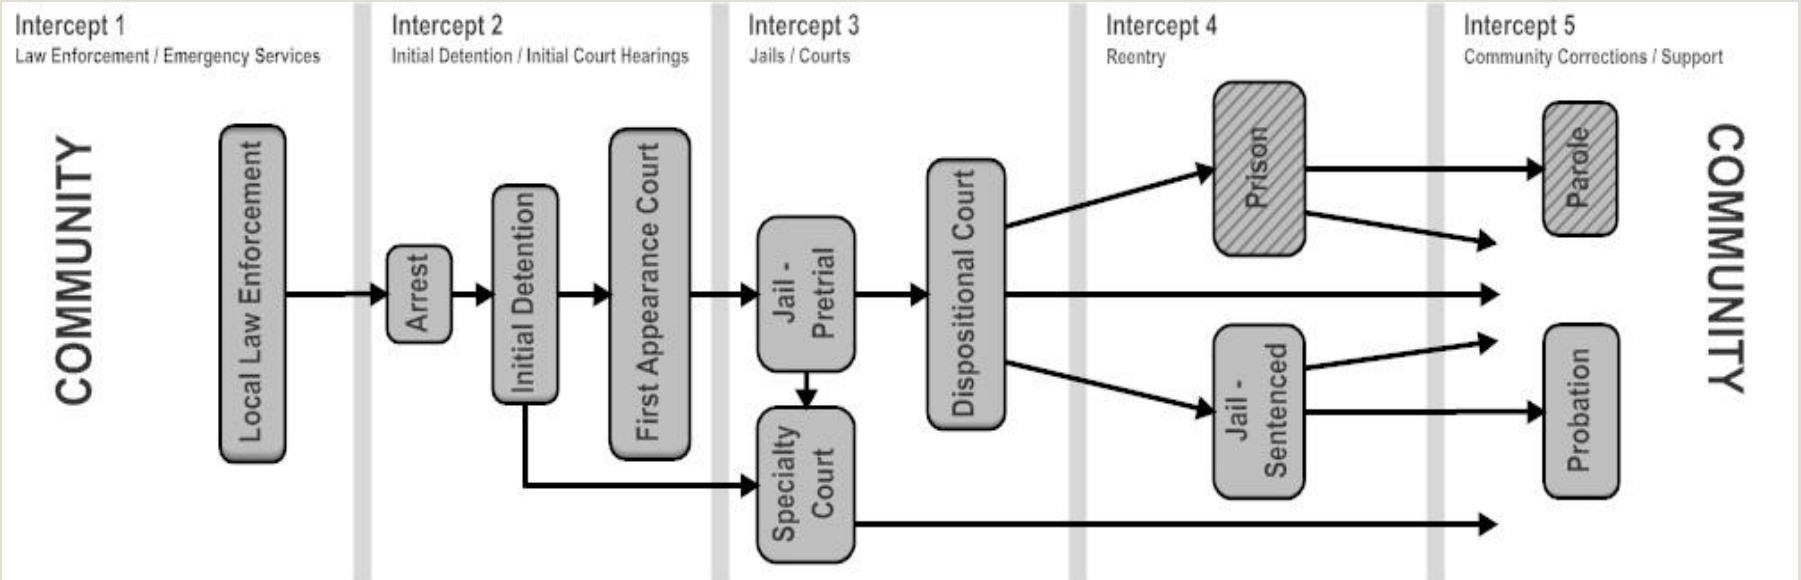 Intercept 1
Law Enforcement / Emergency Services
Intercept 2
Initial Detention / Initial Court Hearings
Intercept 3
Jails / Courts
Intercept 4
Reentry
Intercept 5
Community Corrections / Support
COMMUNITY
Local Law Enforcement
Arrest
Initial Detention
First Appearance Court
Jail -
Pretrial
Specialty
Court
Dispositional Court
Prison
Jail -
Sentenced
Parole
Probation
COMMUNITY